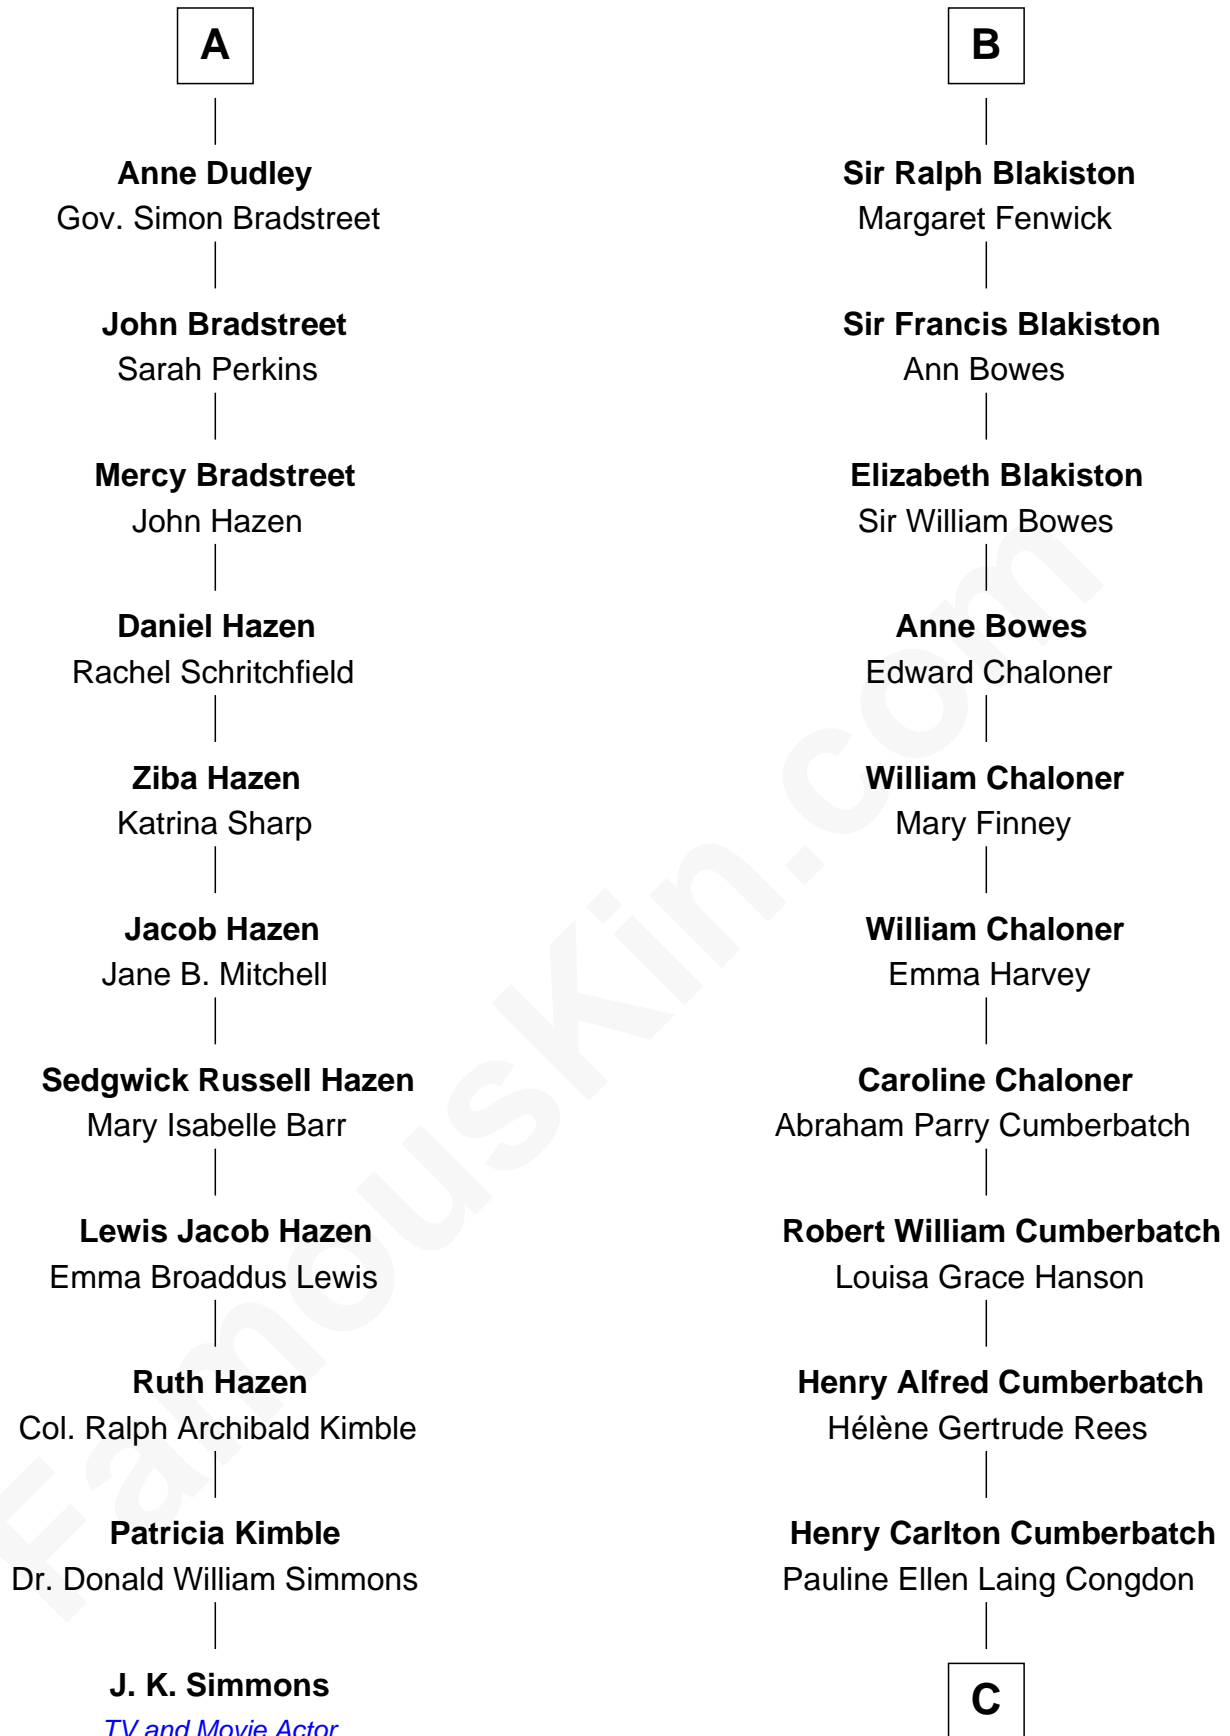 A
Anne Dudley
Gov. Simon Bradstreet
John Bradstreet
Sarah Perkins
Mercy Bradstreet
John Hazen
Daniel Hazen
Rachel Schritchfield
Ziba Hazen
Katrina Sharp
Jacob Hazen
Jane B. Mitchell
Sedgwick Russell Hazen
Mary Isabelle Barr
Lewis Jacob Hazen
Emma Broaddus Lewis
Ruth Hazen
Col. Ralph Archibald Kimble
Patricia Kimble
Dr. Donald William Simmons
J. K. Simmons
TV and Movie Actor
B
Sir Ralph Blakiston
Margaret Fenwick
Sir Francis Blakiston
Ann Bowes
Elizabeth Blakiston
Sir William Bowes
Anne Bowes
Edward Chaloner
William Chaloner
Mary Finney
William Chaloner
Emma Harvey
Caroline Chaloner
Abraham Parry Cumberbatch
Robert William Cumberbatch
Louisa Grace Hanson
Henry Alfred Cumberbatch
Hélène Gertrude Rees
Henry Carlton Cumberbatch
Pauline Ellen Laing Congdon
C
FamousKin.com